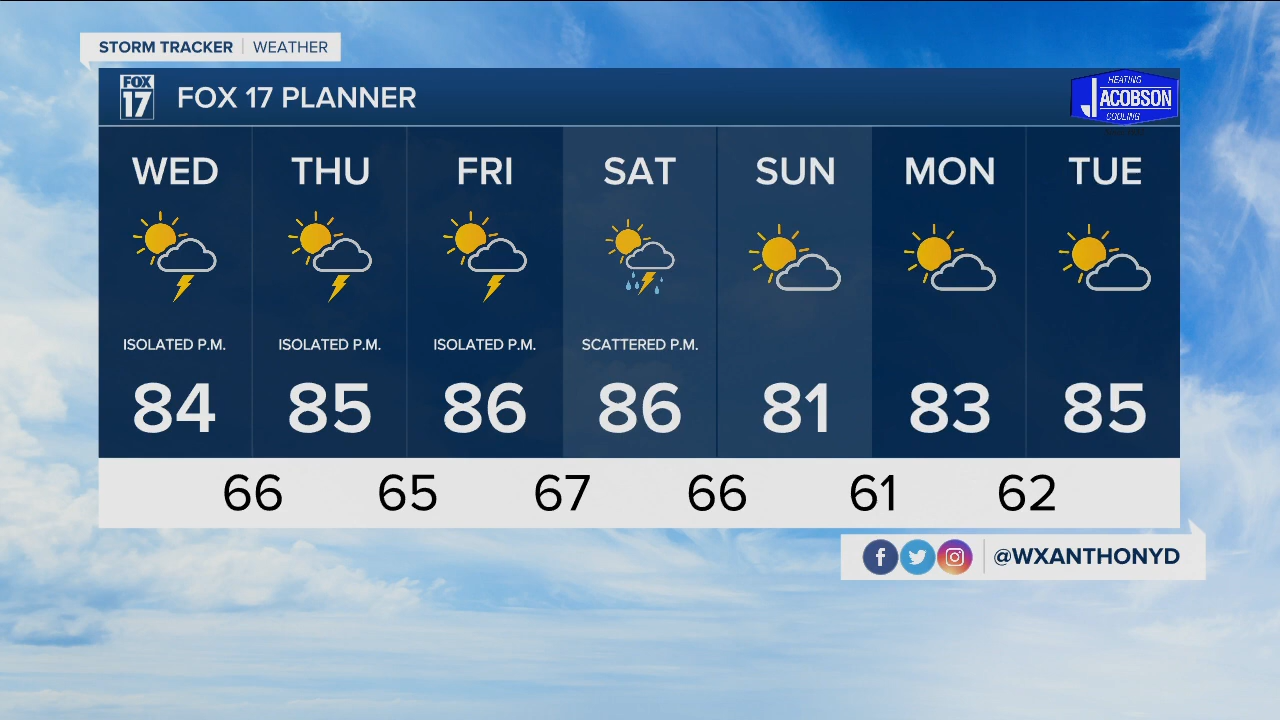 STORM TRACKER WEATHER
FOX
17
FOX 17 PLANNER
HEATING
JACOBSON
COOLING
WED THU FRI SAT SUN MON TUE
ISOLATED P.M. ISOLATED P.M. ISOLATED P.M. SCATTERED P.M.
84 85 86 86 81 83 85
66 65 67 66 61 62
@WXANTHONYD